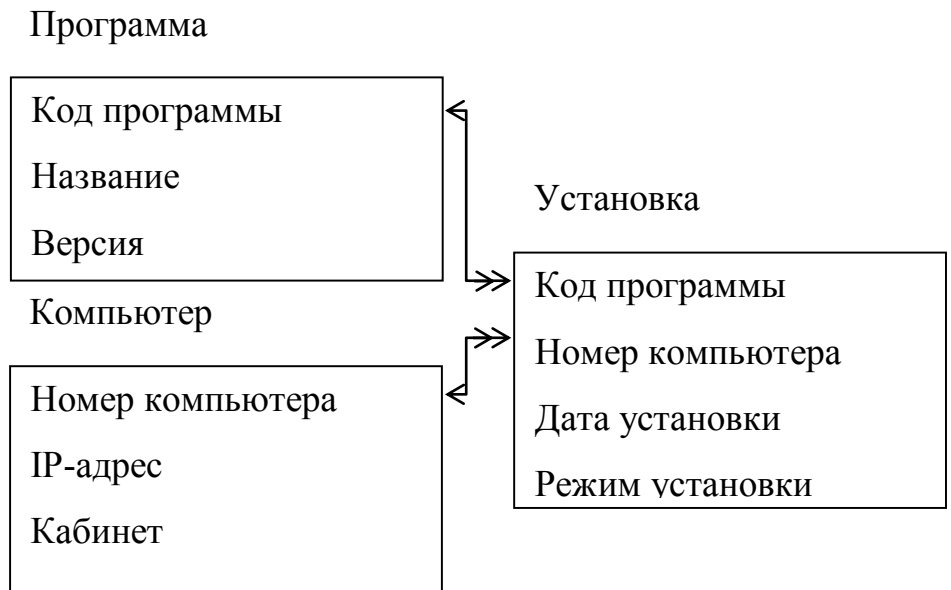 Программа
Код программы
Название
Версия
Компьютер
Номер компьютера
IP-адрес
Кабинет
Установка
Код программы
Номер компьютера
Дата установки
Режим установки